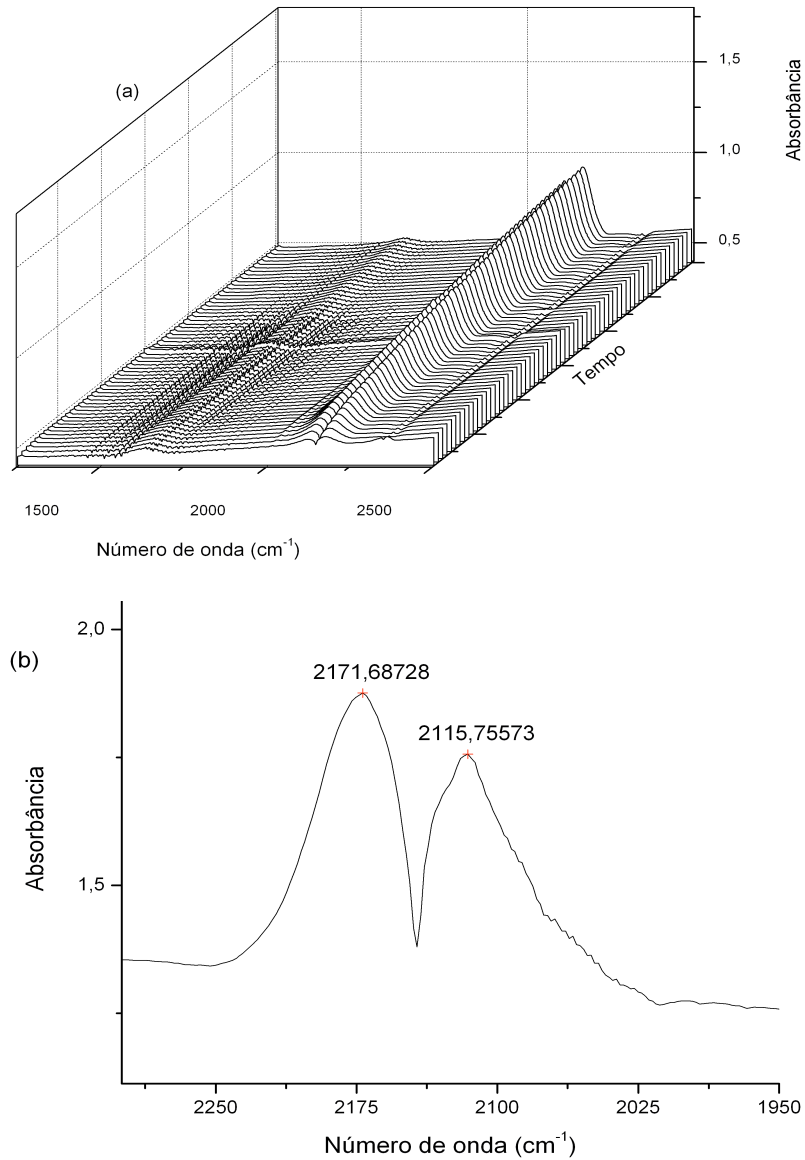 (a)
1,5
1,0
0,5
Absorbância
Tempo
1500 2000 2500
Número de onda (cm⁻¹)
(b)
2,0
1,5
Absorbância
2171,68728
2115,75573
2250 2175 2100 2025 1950
Número de onda (cm⁻¹)